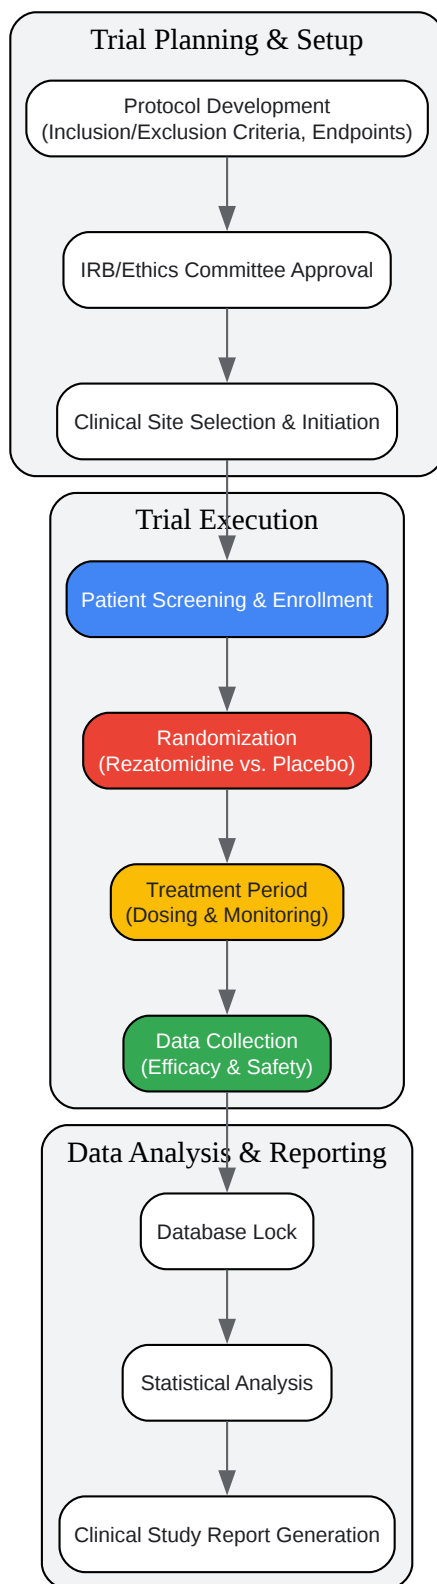 Trial Planning & Setup
Protocol Development
(Inclusion/Exclusion Criteria, Endpoints)
IRB/Ethics Committee Approval
Clinical Site Selection & Initiation
Trial Execution
Patient Screening & Enrollment
Randomization
(Rezatomidine vs. Placebo)
Treatment Period
(Dosing & Monitoring)
Data Collection
(Efficacy & Safety)
Data Analysis & Reporting
Database Lock
Statistical Analysis
Clinical Study Report Generation